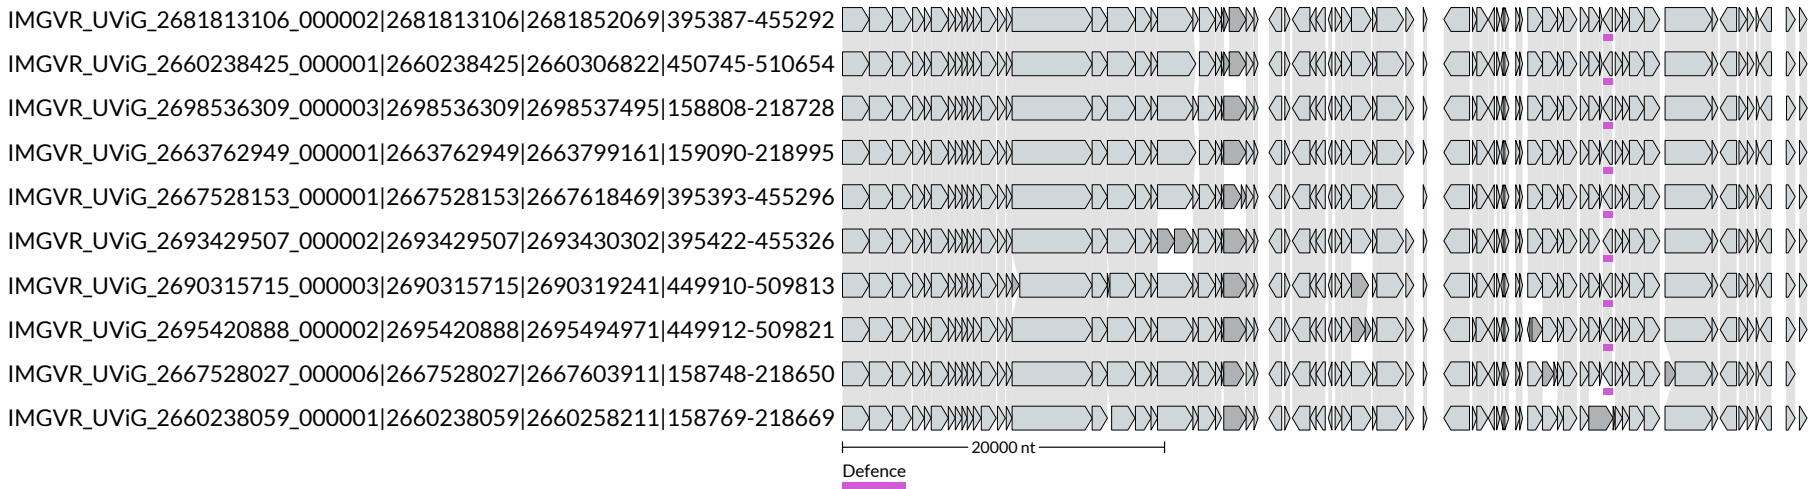 IMGVR_UViG_2681813106_000002|2681813106|2681852069|395387-455292
IMGVR_UViG_2660238425_000001|2660238425|2660306822|450745-510654
IMGVR_UViG_2698536309_000003|2698536309|2698537495|158808-218728
IMGVR_UViG_2663762949_000001|2663762949|2663799161|159090-218995
IMGVR_UViG_2667528153_000001|2667528153|2667618469|395393-455296
IMGVR_UViG_2693429507_000002|2693429507|2693430302|395422-455326
IMGVR_UViG_2690315715_000003|2690315715|2690319241|449910-509813
IMGVR_UViG_2695420888_000002|2695420888|2695494971|449912-509821
IMGVR_UViG_2667528027_000006|2667528027|2667603911|158748-218650
IMGVR_UViG_2660238059_000001|2660238059|2660258211|158769-218669
20000 nt
Defence